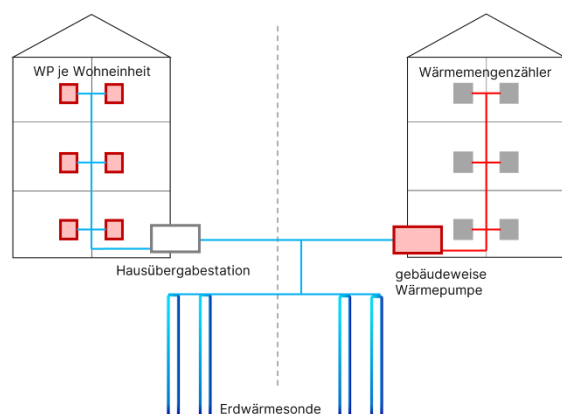 WP je Wohneinheit
Wärmemengenzähler
Hausübergabestation
gebäudeweise
Wärmepumpe
Erdwärmesonde